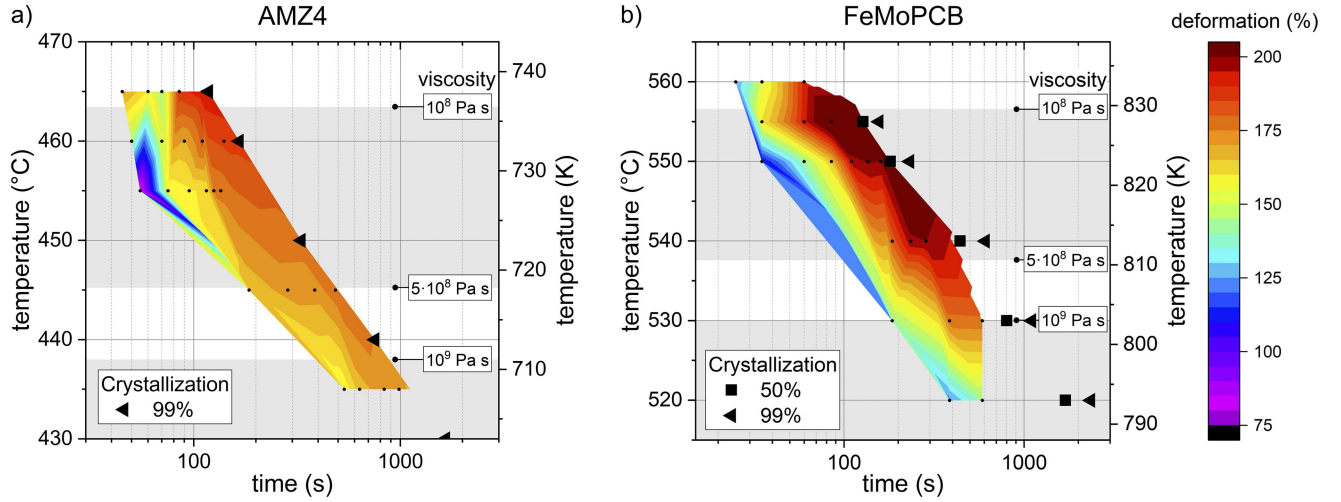 a)
AMZ4
470
460
450
440
430
temperature (°C)
100
1000
time (s)
740
730
720
710
temperature (K)
viscosity
10⁸ Pa s
5·10⁸ Pa s
10⁹ Pa s
Crystallization
99%
b)
FeMoPCB
560
550
540
530
520
temperature (°C)
100
1000
time (s)
830
820
810
800
790
temperature (K)
viscosity
10⁸ Pa s
5·10⁸ Pa s
10⁹ Pa s
Crystallization
50%
99%
deformation (%)
200
175
150
125
100
75